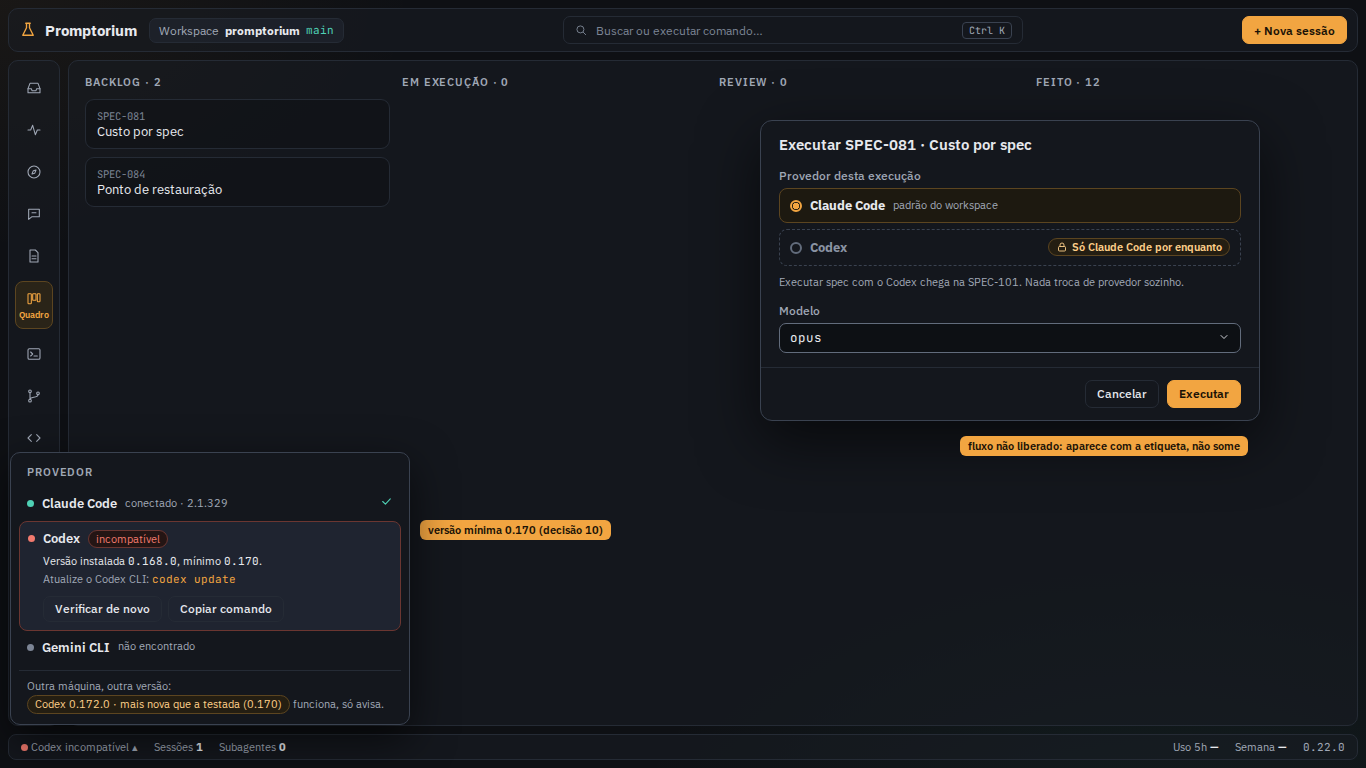 Promptorium
Workspace promptorium main
Buscar ou executar comando...
Ctrl K
+ Nova sessão
BACKLOG · 2
EM EXECUÇÃO · 0
REVIEW · 0
FEITO · 12
SPEC-081
Custo por spec
SPEC-084
Ponto de restauração
Quadro
Executar SPEC-081 · Custo por spec
Provedor desta execução
Claude Code padrão do workspace
Codex
Só Claude Code por enquanto
Executar spec com o Codex chega na SPEC-101. Nada troca de provedor sozinho.
Modelo
opus
Cancelar
Executar
fluxo não liberado: aparece com a etiqueta, não some
PROVEDOR
Claude Code conectado · 2.1.329
Codex incompatível
Versão instalada 0.168.0, mínimo 0.170.
Atualize o Codex CLI: codex update
Verificar de novo
Copiar comando
versão mínima 0.170 (decisão 10)
Gemini CLI não encontrado
Outra máquina, outra versão:
Codex 0.172.0 · mais nova que a testada (0.170) funciona, só avisa.
Codex incompatível ▴
Sessões 1
Subagentes 0
Uso 5h —
Semana —
0.22.0